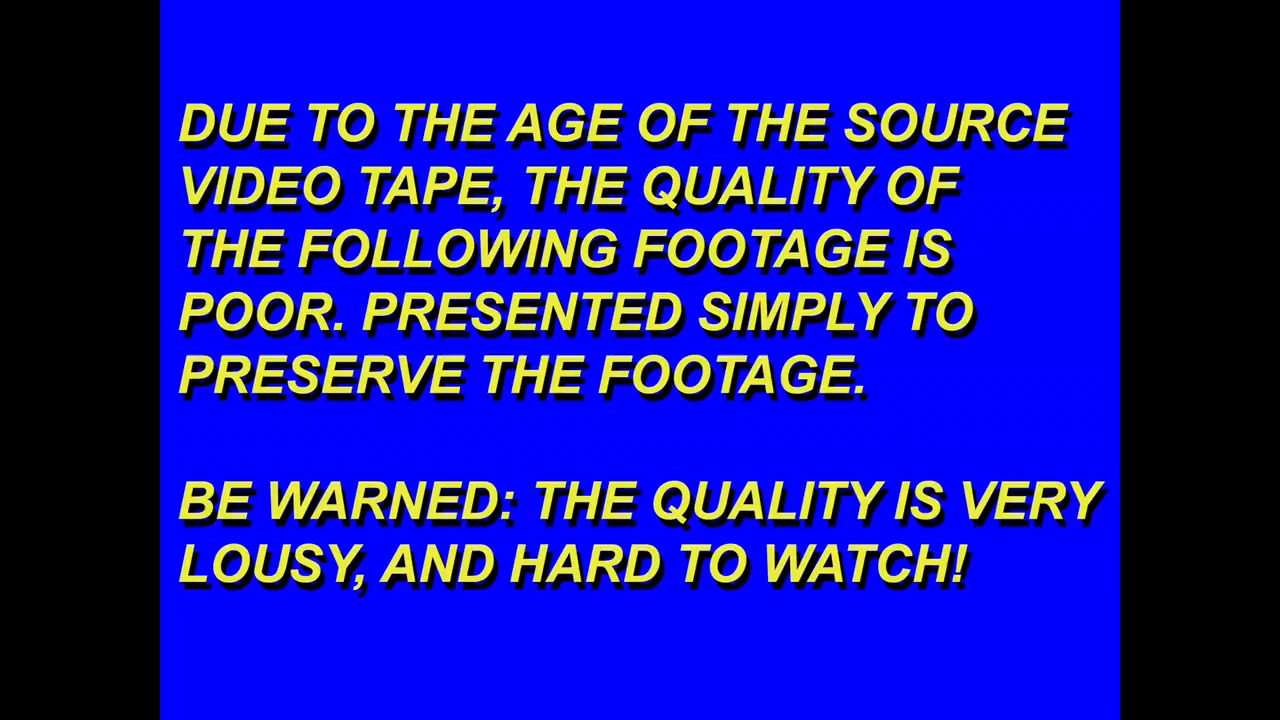 DUE TO THE AGE OF THE SOURCE
VIDEO TAPE, THE QUALITY OF
THE FOLLOWING FOOTAGE IS
POOR. PRESENTED SIMPLY TO
PRESERVE THE FOOTAGE.
BE WARNED: THE QUALITY IS VERY
LOUSY, AND HARD TO WATCH!